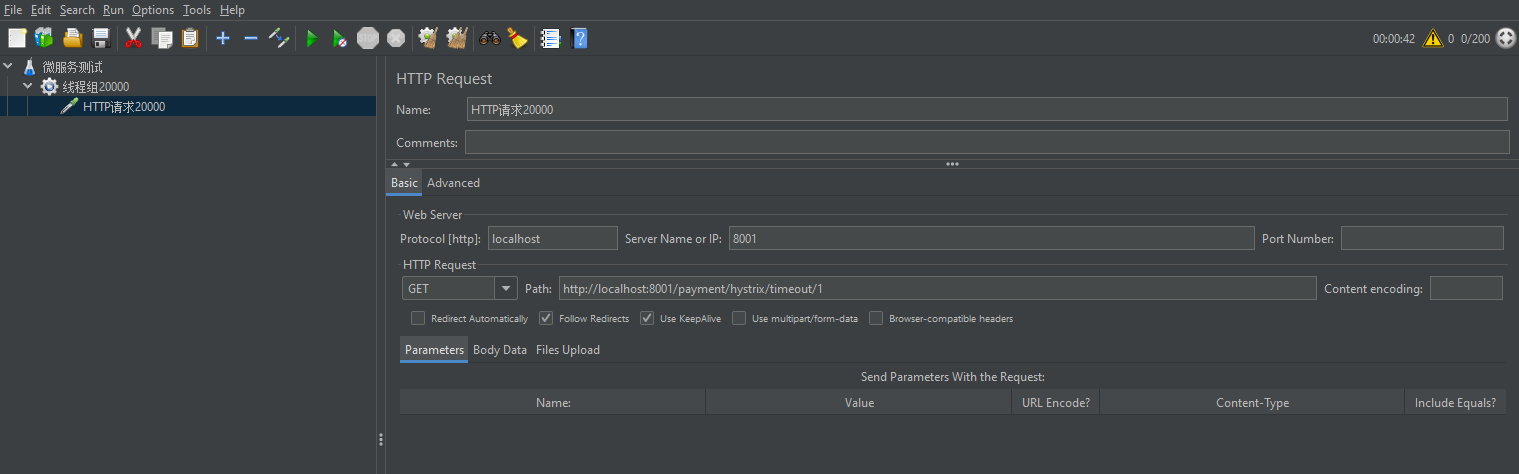 File Edit Search Run Options Tools Help
STOP
00:00:42 0 0/200
微服务测试
线程组20000
HTTP请求20000
HTTP Request
Name: HTTP请求20000
Comments:
Basic Advanced
Web Server
Protocol [http]: localhost Server Name or IP: 8001 Port Number:
HTTP Request
GET Path: http://localhost:8001/payment/hystrix/timeout/1 Content encoding:
Redirect Automatically Follow Redirects Use KeepAlive Use multipart/form-data Browser-compatible headers
Parameters Body Data Files Upload
Send Parameters With the Request:
Name: Value URL Encode? Content-Type Include Equals?